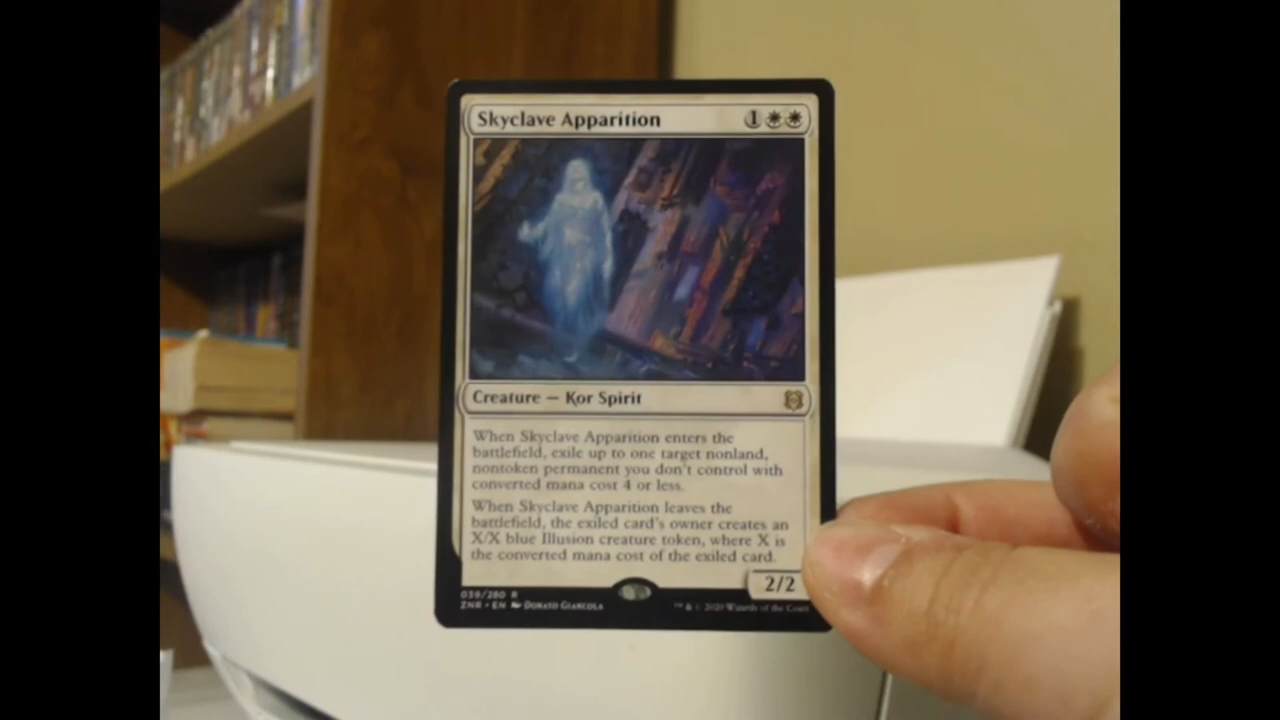 Skyclave Apparition 1
Creature — Kor Spirit
When Skyclave Apparition enters the
battlefield, exile up to one target nonland,
nontoken permanent you don't control with
converted mana cost 4 or less.
When Skyclave Apparition leaves the
battlefield, the exiled card's owner creates an
X/X blue Illusion creature token, where X is
the converted mana cost of the exiled card.
2/2
039/280 R
ZNR • EN Donato Giancola ™ & © 2020 Wizards of the Coast